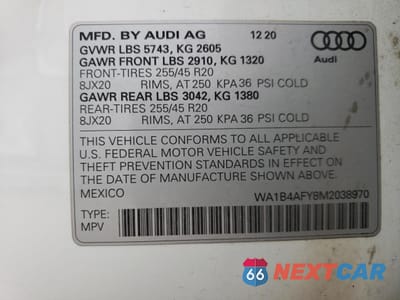 MFD. BY AUDI AG 12 20
GVWR LBS 5743, KG 2605
GAWR FRONT LBS 2910, KG 1320
FRONT-TIRES 255/45 R20
8JX20 RIMS, AT 250 KPA 36 PSI COLD
GAWR REAR LBS 3042, KG 1380
REAR-TIRES 255/45 R20
8JX20 RIMS, AT 250 KPA 36 PSI COLD
Audi
THIS VEHICLE CONFORMS TO ALL APPLICABLE
U.S. FEDERAL MOTOR VEHICLE SAFETY AND
THEFT PREVENTION STANDARDS IN EFFECT ON
THE DATE OF MANUFACTURE SHOWN ABOVE.
MEXICO WA1B4AFY8M2038970
TYPE:
MPV
66 NEXTCAR